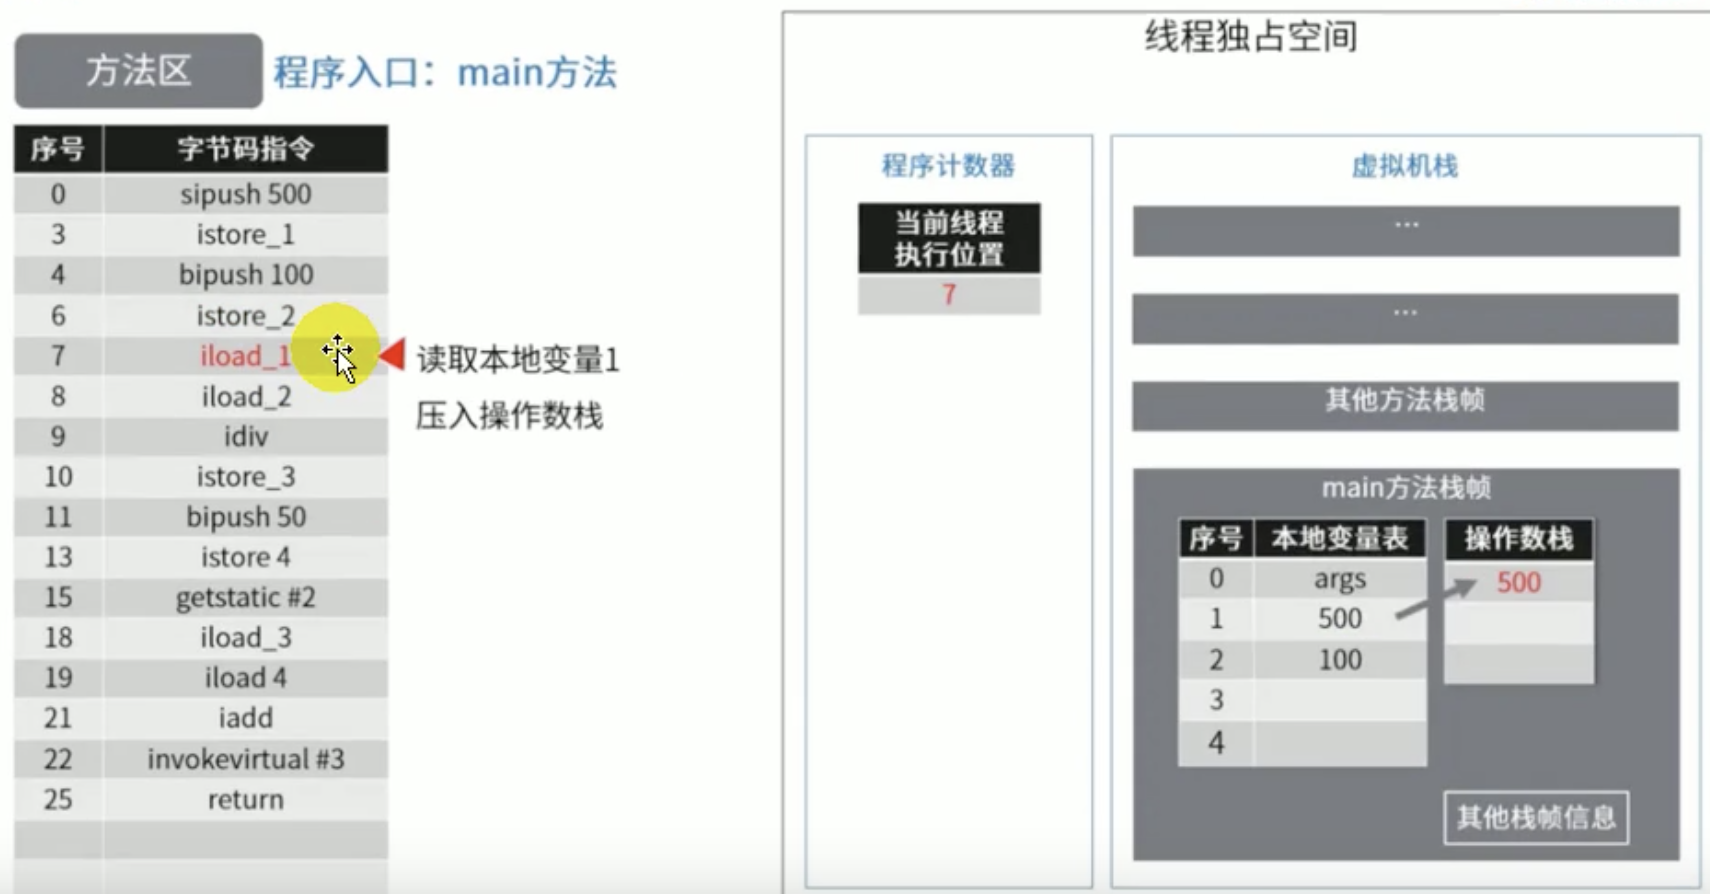 方法区
程序入口：main方法
序号 字节码指令
0 sipush 500
3 istore_1
4 bipush 100
6 istore_2
7 iload_1
8 iload_2
9 idiv
10 istore_3
11 bipush 50
13 istore 4
15 getstatic #2
18 iload_3
19 iload 4
21 iadd
22 invokevirtual #3
25 return
读取本地变量1
压入操作数栈
线程独占空间
程序计数器
当前线程
执行位置
7
虚拟机栈
...
...
其他方法栈帧
main方法栈帧
序号 本地变量表
0 args
1 500
2 100
3
4
操作数栈
500
其他栈帧信息